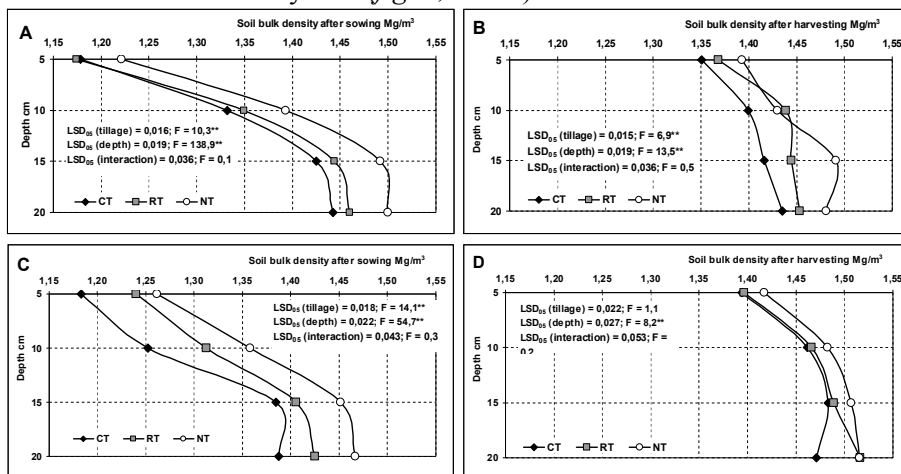 A
Soil bulk density after sowing Mg/m³
1,15 1,20 1,25 1,30 1,35 1,40 1,45 1,50 1,55
5
10
15
20
Depth cm
LSD₀₅ (tillage) = 0,016; F = 10,3**
LSD₀₅ (depth) = 0,019; F = 138,9**
LSD₀₅ (interaction) = 0,036; F = 0,1
CT RT NT
B
Soil bulk density after harvesting Mg/m³
1,15 1,20 1,25 1,30 1,35 1,40 1,45 1,50 1,55
5
10
15
20
Depth cm
LSD₀₅ (tillage) = 0,015; F = 6,9**
LSD₀₅ (depth) = 0,019; F = 13,5**
LSD₀₅ (interaction) = 0,036; F = 0,5
CT RT NT
C
Soil bulk density after sowing Mg/m³
1,15 1,20 1,25 1,30 1,35 1,40 1,45 1,50 1,55
5
10
15
20
Depth cm
LSD₀₅ (tillage) = 0,018; F = 14,1**
LSD₀₅ (depth) = 0,022; F = 54,7**
LSD₀₅ (interaction) = 0,043; F = 0,3
CT RT NT
D
Soil bulk density after harvesting Mg/m³
1,15 1,20 1,25 1,30 1,35 1,40 1,45 1,50 1,55
5
10
15
20
Depth cm
LSD₀₅ (tillage) = 0,022; F = 1,1
LSD₀₅ (depth) = 0,027; F = 8,2**
LSD₀₅ (interaction) = 0,053; F =
0,2
CT RT NT